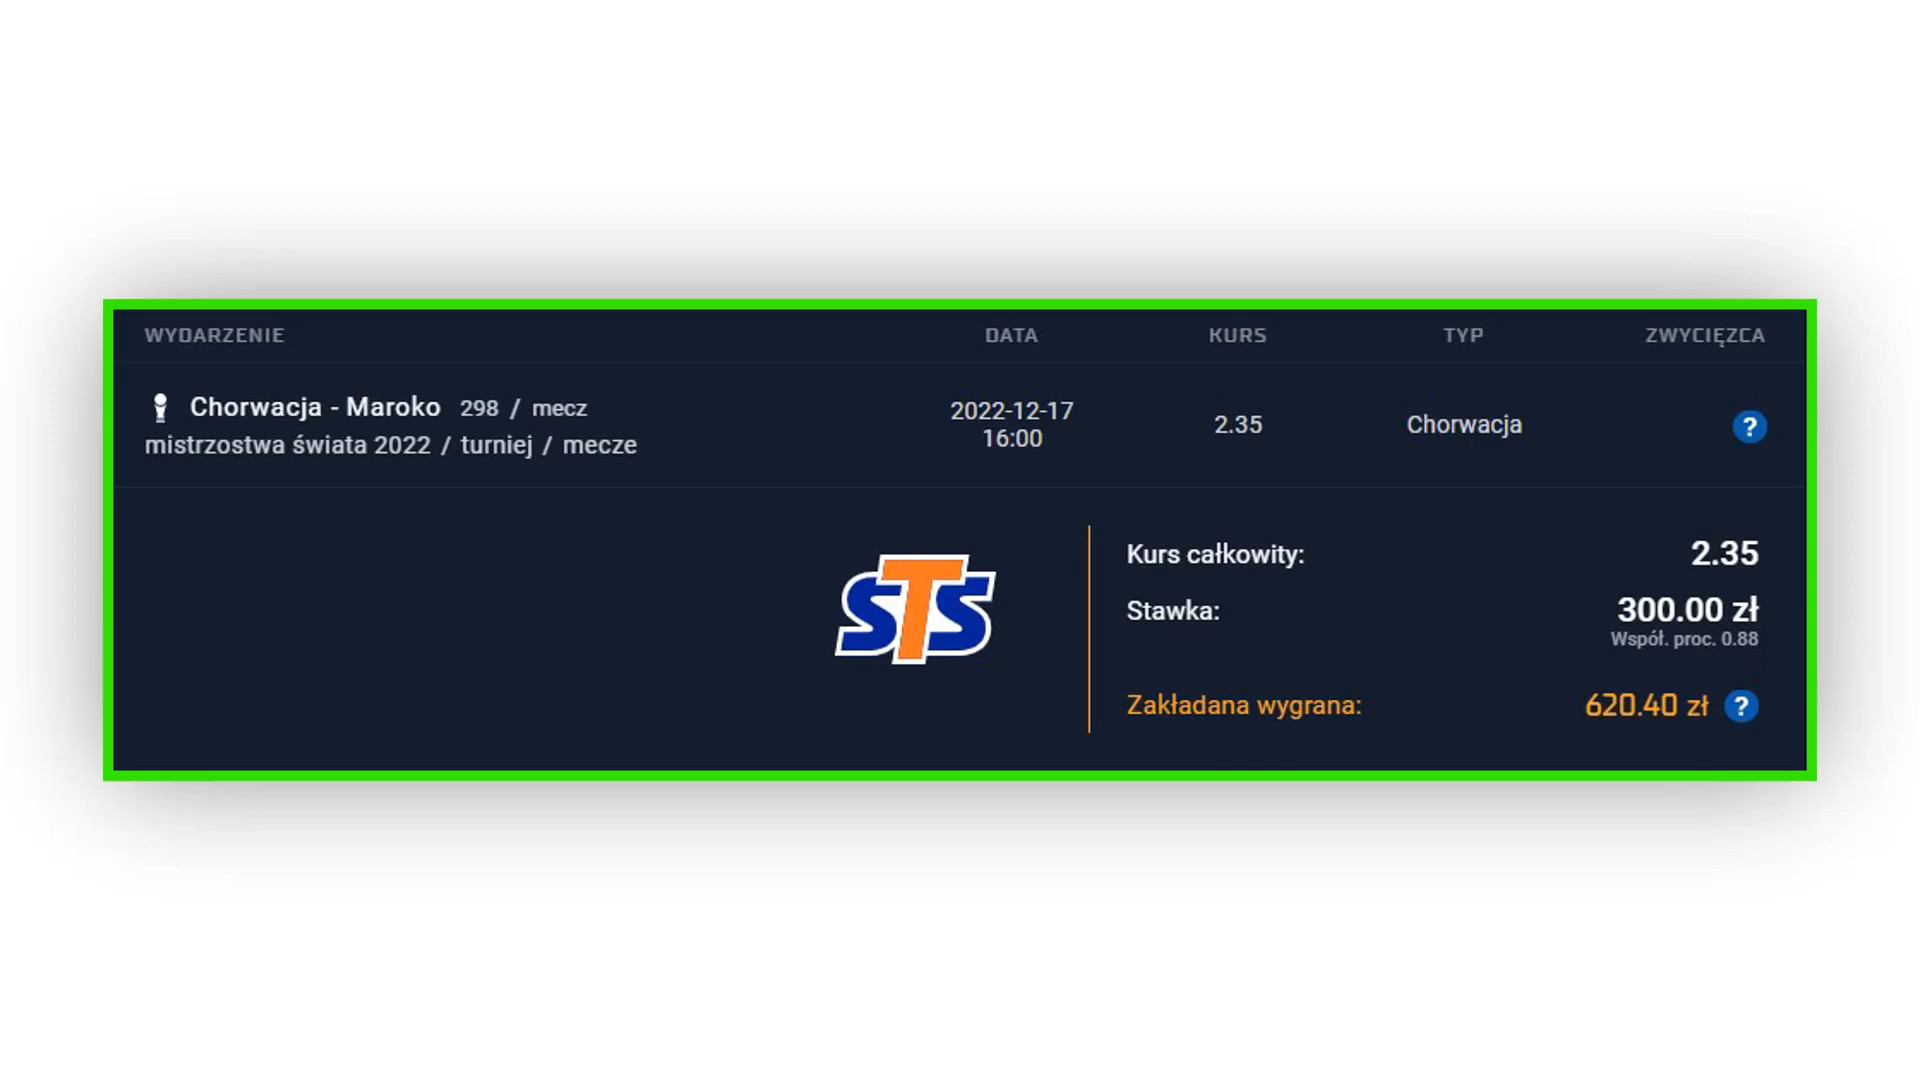 WYDARZENIE DATA KURS TYP ZWYCIĘZCA
Chorwacja - Maroko 298 / mecz
mistrzostwa świata 2022 / turniej / mecze
2022-12-17
16:00
2.35
Chorwacja
?
STS
Kurs całkowity: 2.35
Stawka: 300.00 zł
Współ. proc. 0.88
Zakładana wygrana: 620.40 zł ?